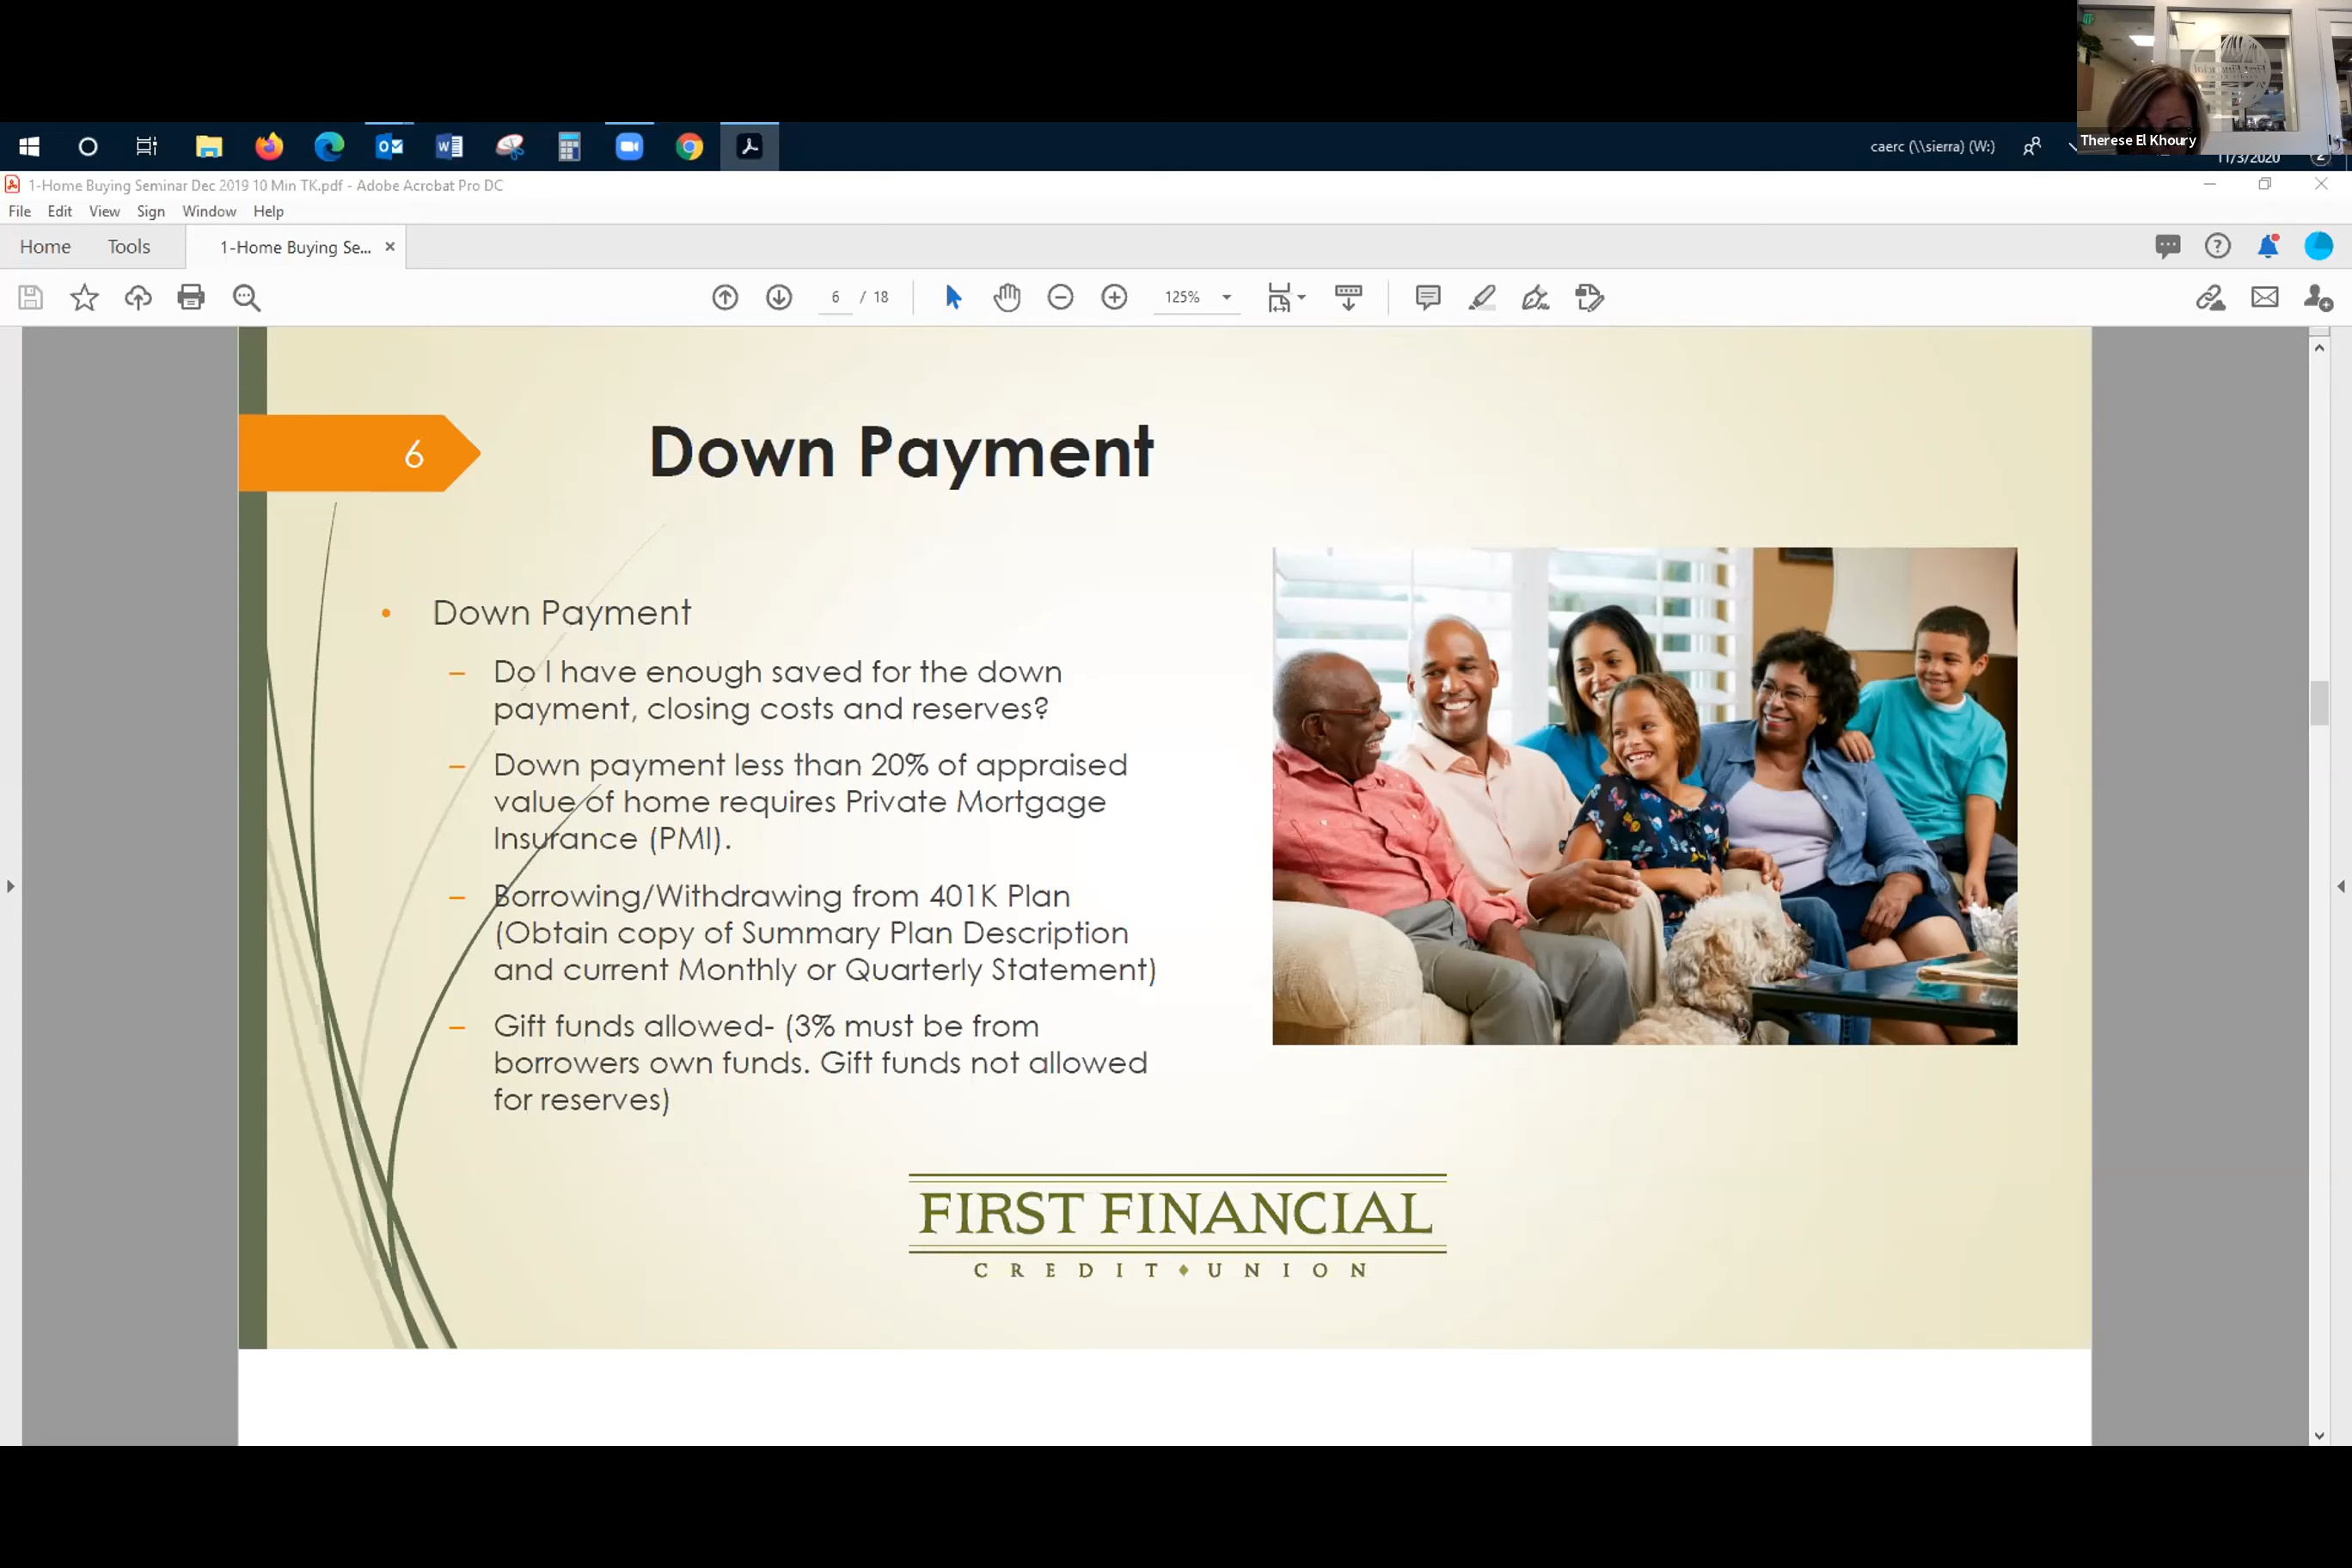 Therese El Khoury
caerc (\\sierra) (W:)
11/3/2020
2
1-Home Buying Seminar Dec 2019 10 Min TK.pdf - Adobe Acrobat Pro DC
File Edit View Sign Window Help
Home Tools 1-Home Buying Se...
6 / 18 125%
6
Down Payment
• Down Payment
– Do I have enough saved for the down
payment, closing costs and reserves?
– Down payment less than 20% of appraised
value of home requires Private Mortgage
Insurance (PMI).
– Borrowing/Withdrawing from 401K Plan
(Obtain copy of Summary Plan Description
and current Monthly or Quarterly Statement)
– Gift funds allowed- (3% must be from
borrowers own funds. Gift funds not allowed
for reserves)
FIRST FINANCIAL
CREDIT UNION